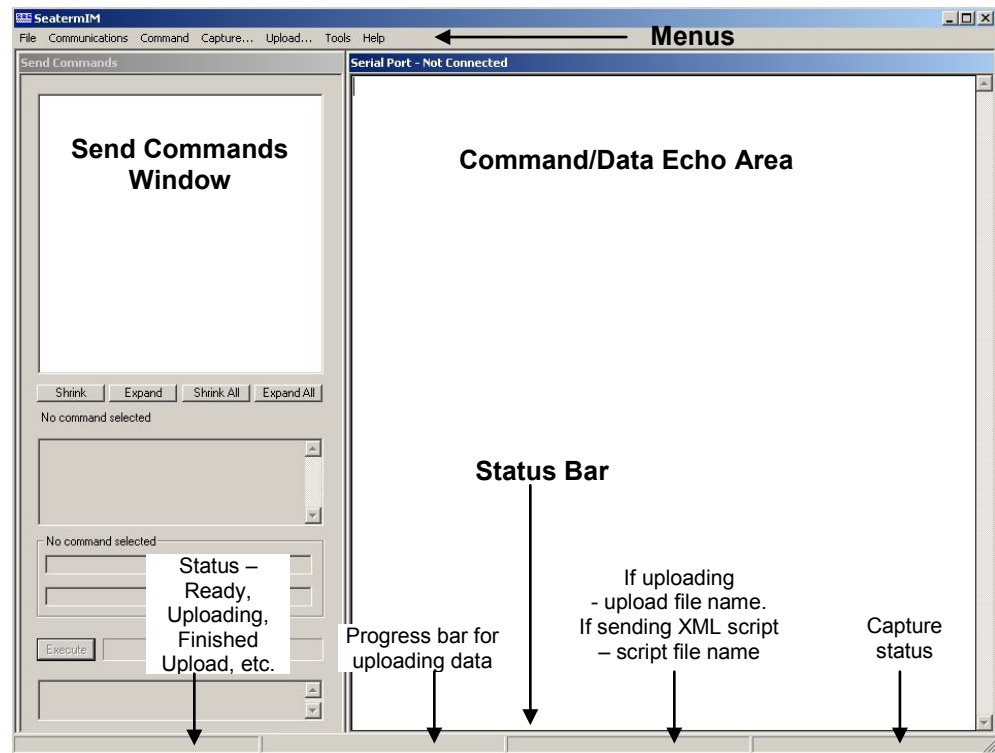 SeatermIM
File Communications Command Capture... Upload... Tools Help
Menus
Send Commands
Serial Port - Not Connected
Send Commands
Window
Command/Data Echo Area
Shrink Expand Shrink All Expand All
No command selected
Status Bar
No command selected
Status –
Ready,
Uploading,
Finished
Upload, etc.
Execute
Progress bar for
uploading data
If uploading
- upload file name.
If sending XML script
– script file name
Capture
status